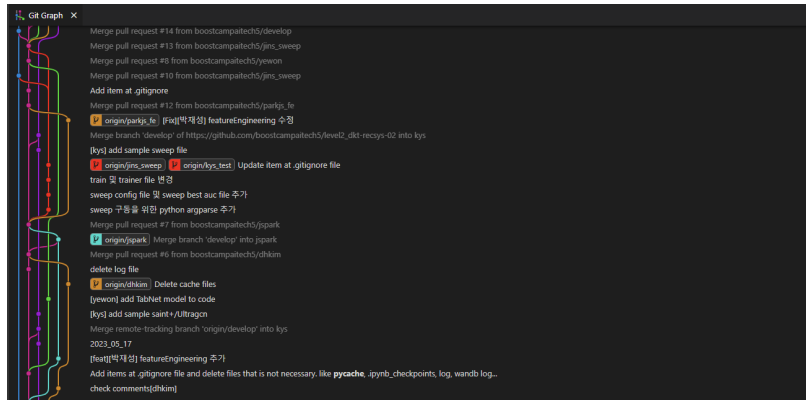 Git Graph
Merge pull request #14 from boostcampaitech5/develop
Merge pull request #13 from boostcampaitech5/jins_sweep
Merge pull request #8 from boostcampaitech5/yewon
Merge pull request #10 from boostcampaitech5/jins_sweep
Add item at .gitignore
Merge pull request #12 from boostcampaitech5/parkjs_fe
origin/parkjs_fe [Fix][박재성] featureEngineering 수정
Merge branch 'develop' of https://github.com/boostcampaitech5/level2_dkt-recsys-02 into kys
[kys] add sample sweep file
origin/jins_sweep origin/kys_test Update item at .gitignore file
train 및 trainer file 변경
sweep config file 및 sweep best auc file 추가
sweep 구동을 위한 python argparse 추가
Merge pull request #7 from boostcampaitech5/jspark
origin/jspark Merge branch 'develop' into jspark
Merge pull request #6 from boostcampaitech5/dhkim
delete log file
origin/dhkim Delete cache files
[yewon] add TabNet model to code
[kys] add sample saint+/Ultragcn
Merge remote-tracking branch 'origin/develop' into kys
2023_05_17
[feat][박재성] featureEngineering 추가
Add items at .gitignore file and delete files that is not necessary. like pycache, .ipynb_checkpoints, log, wandb log...
check comments[dhkim]